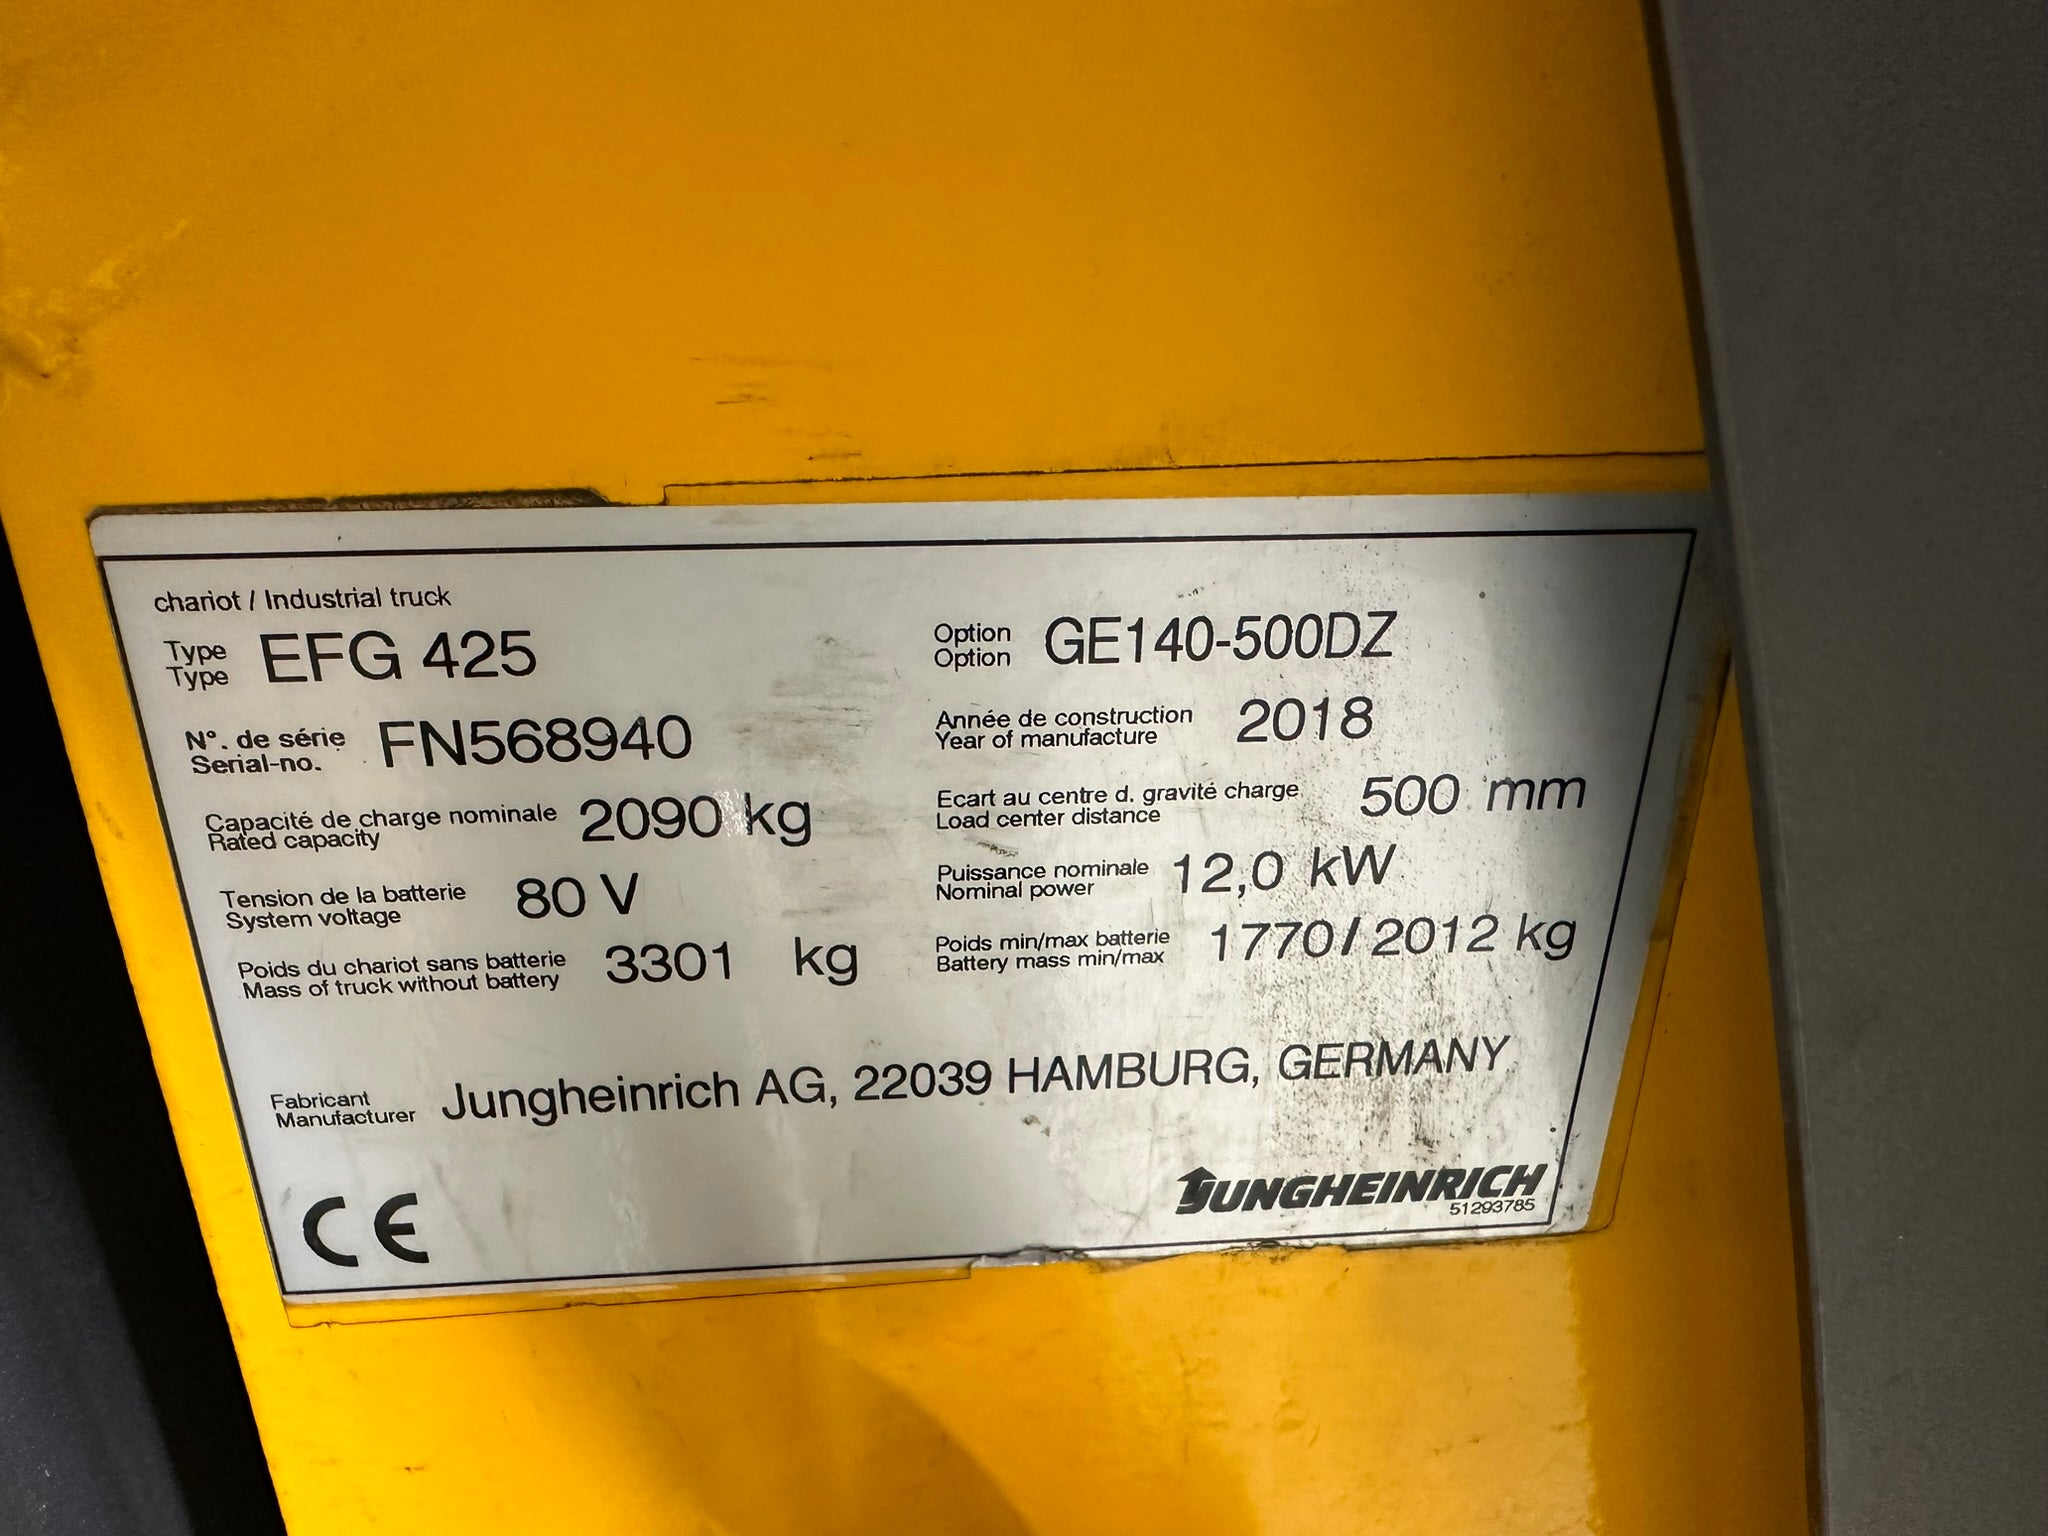 chariot / Industrial truck
Type
Type
EFG 425
Option
Option
GE140-500DZ
N°. de série
Serial-no.
FN568940
Année de construction
Year of manufacture
2018
Capacité de charge nominale
Rated capacity
2090 kg
Ecart au centre d. gravité charge
Load center distance
500 mm
Tension de la batterie
System voltage
80 V
Puissance nominale
Nominal power
12,0 kW
Poids du chariot sans batterie
Mass of truck without battery
3301 kg
Poids min/max batterie
Battery mass min/max
1770 / 2012 kg
Fabricant
Manufacturer
Jungheinrich AG, 22039 HAMBURG, GERMANY
CE
JUNGHEINRICH
51293785